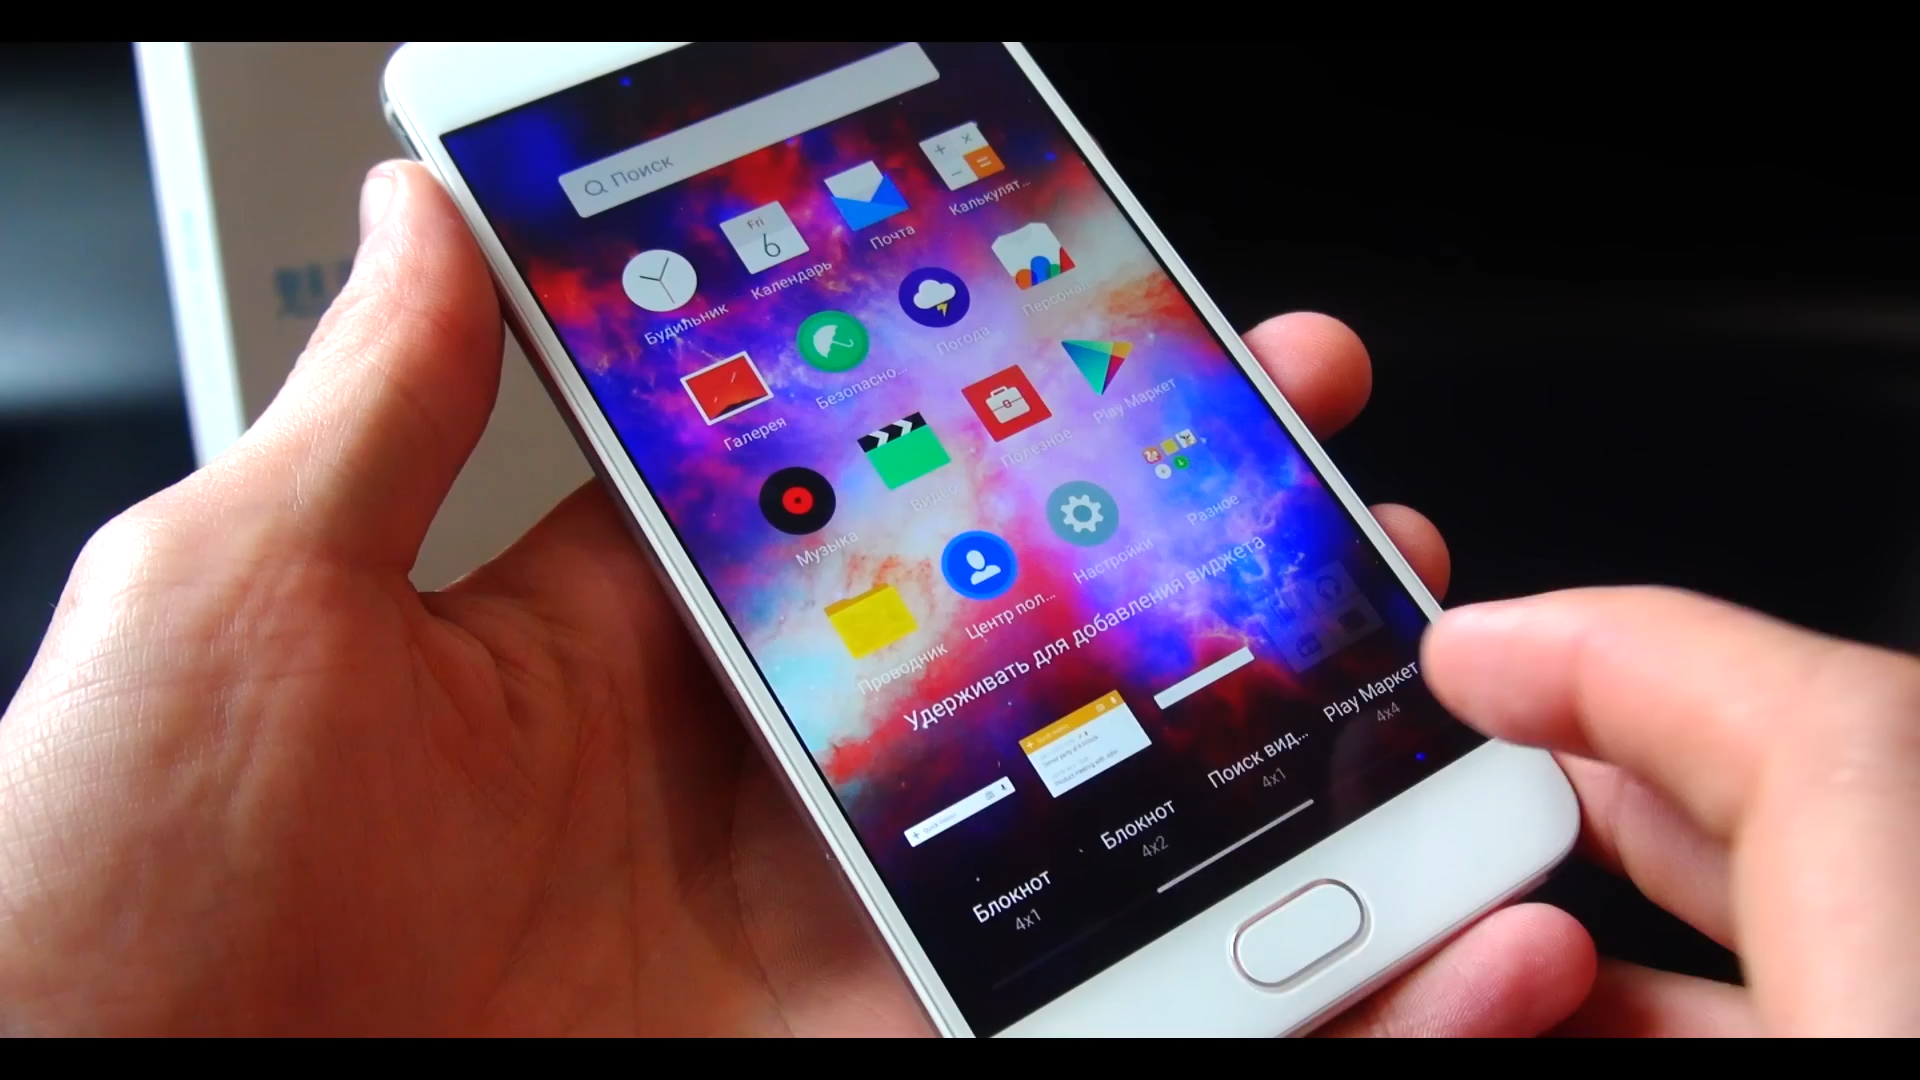 Поиск
Будильник
Fri
6
Календарь
Почта
Калькулят...
Галерея
Безопасно...
Погода
Персонал
Музыка
Видео
Полезное
Play Маркет
Проводник
Центр пол...
Настройки
Разное
Удерживать для добавления виджета
Блокнот
4x1
Блокнот
4x2
Поиск вид...
4x1
Play Маркет
4x4